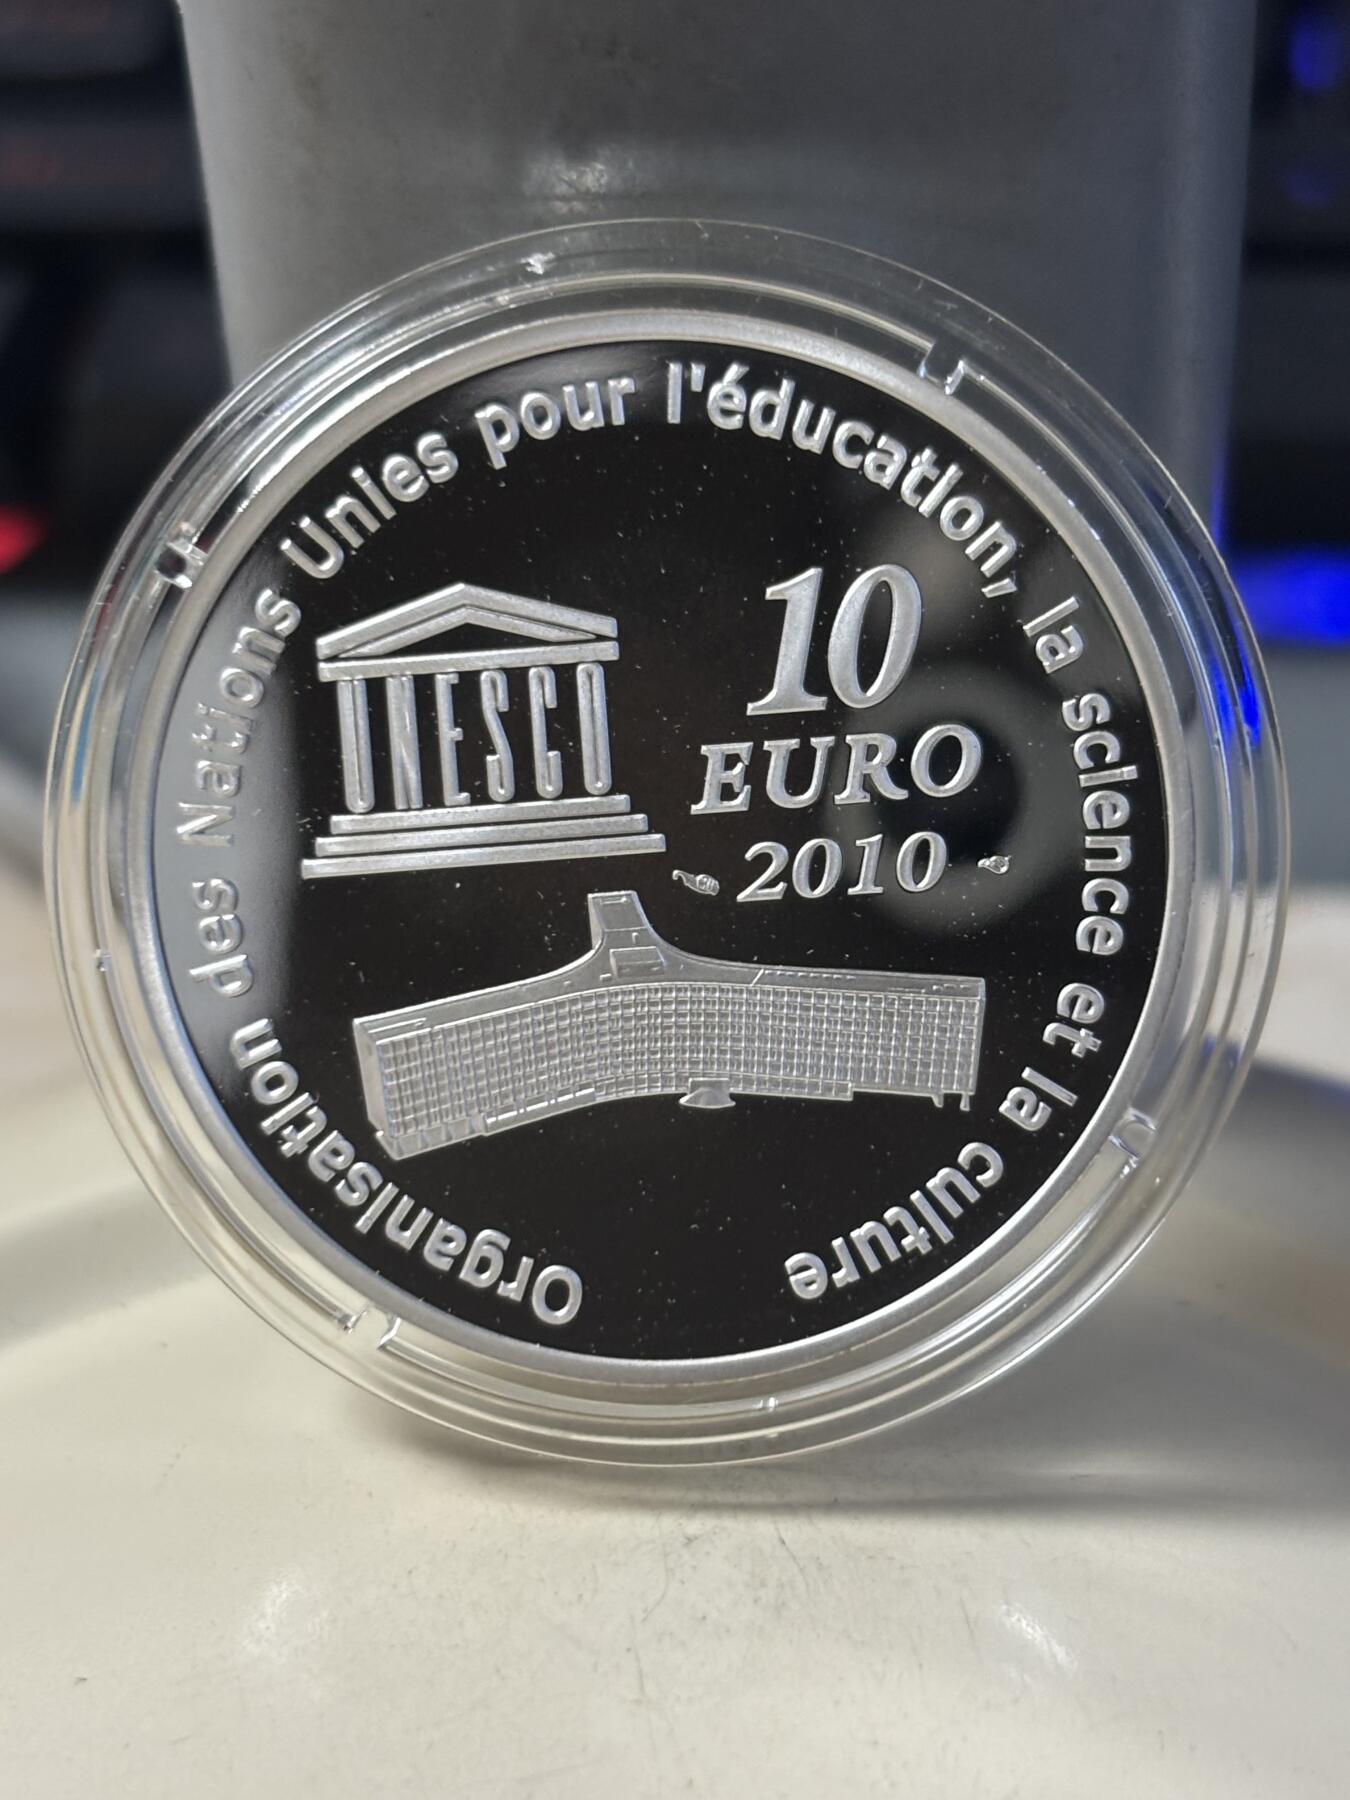 Organisation des Nations Unies pour l'éducation, la science et la culture
UNESCO
10
EURO
2010